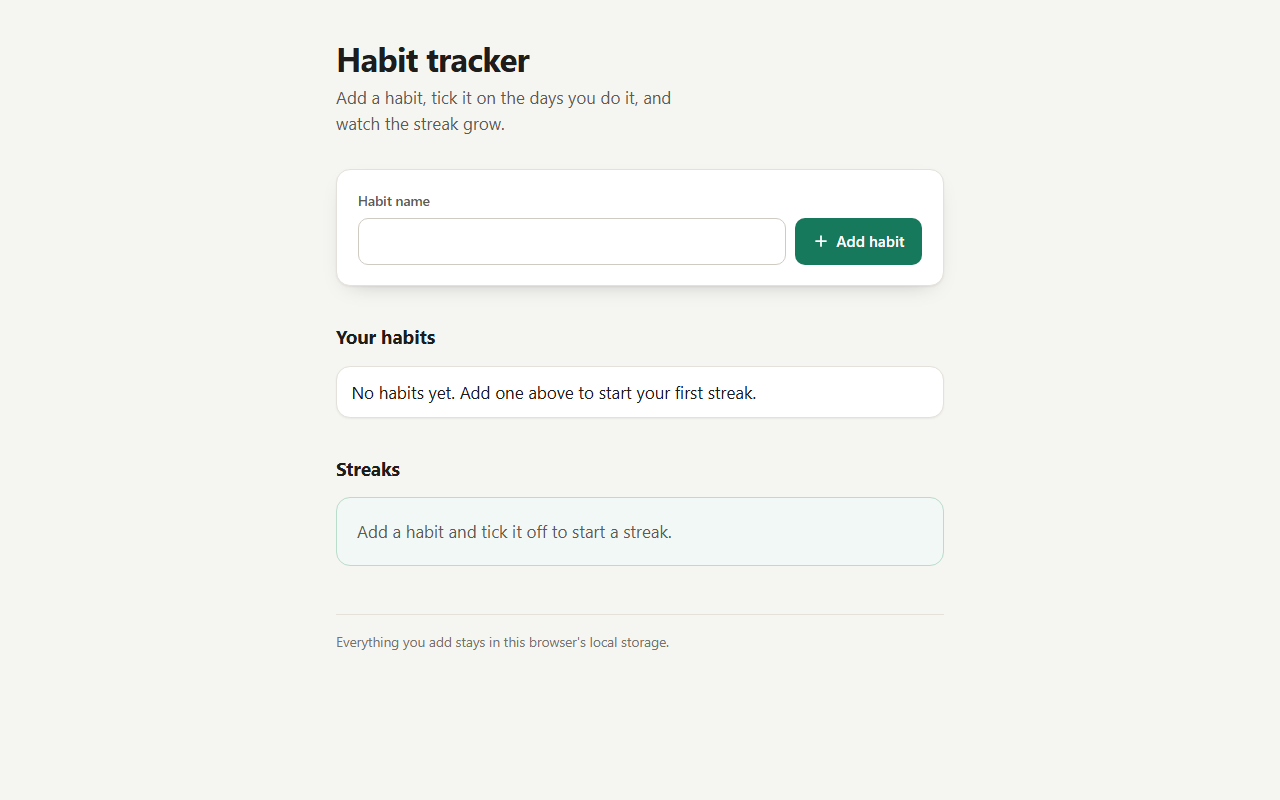 Habit tracker
Add a habit, tick it on the days you do it, and
watch the streak grow.
Habit name
+ Add habit
Your habits
No habits yet. Add one above to start your first streak.
Streaks
Add a habit and tick it off to start a streak.
Everything you add stays in this browser's local storage.